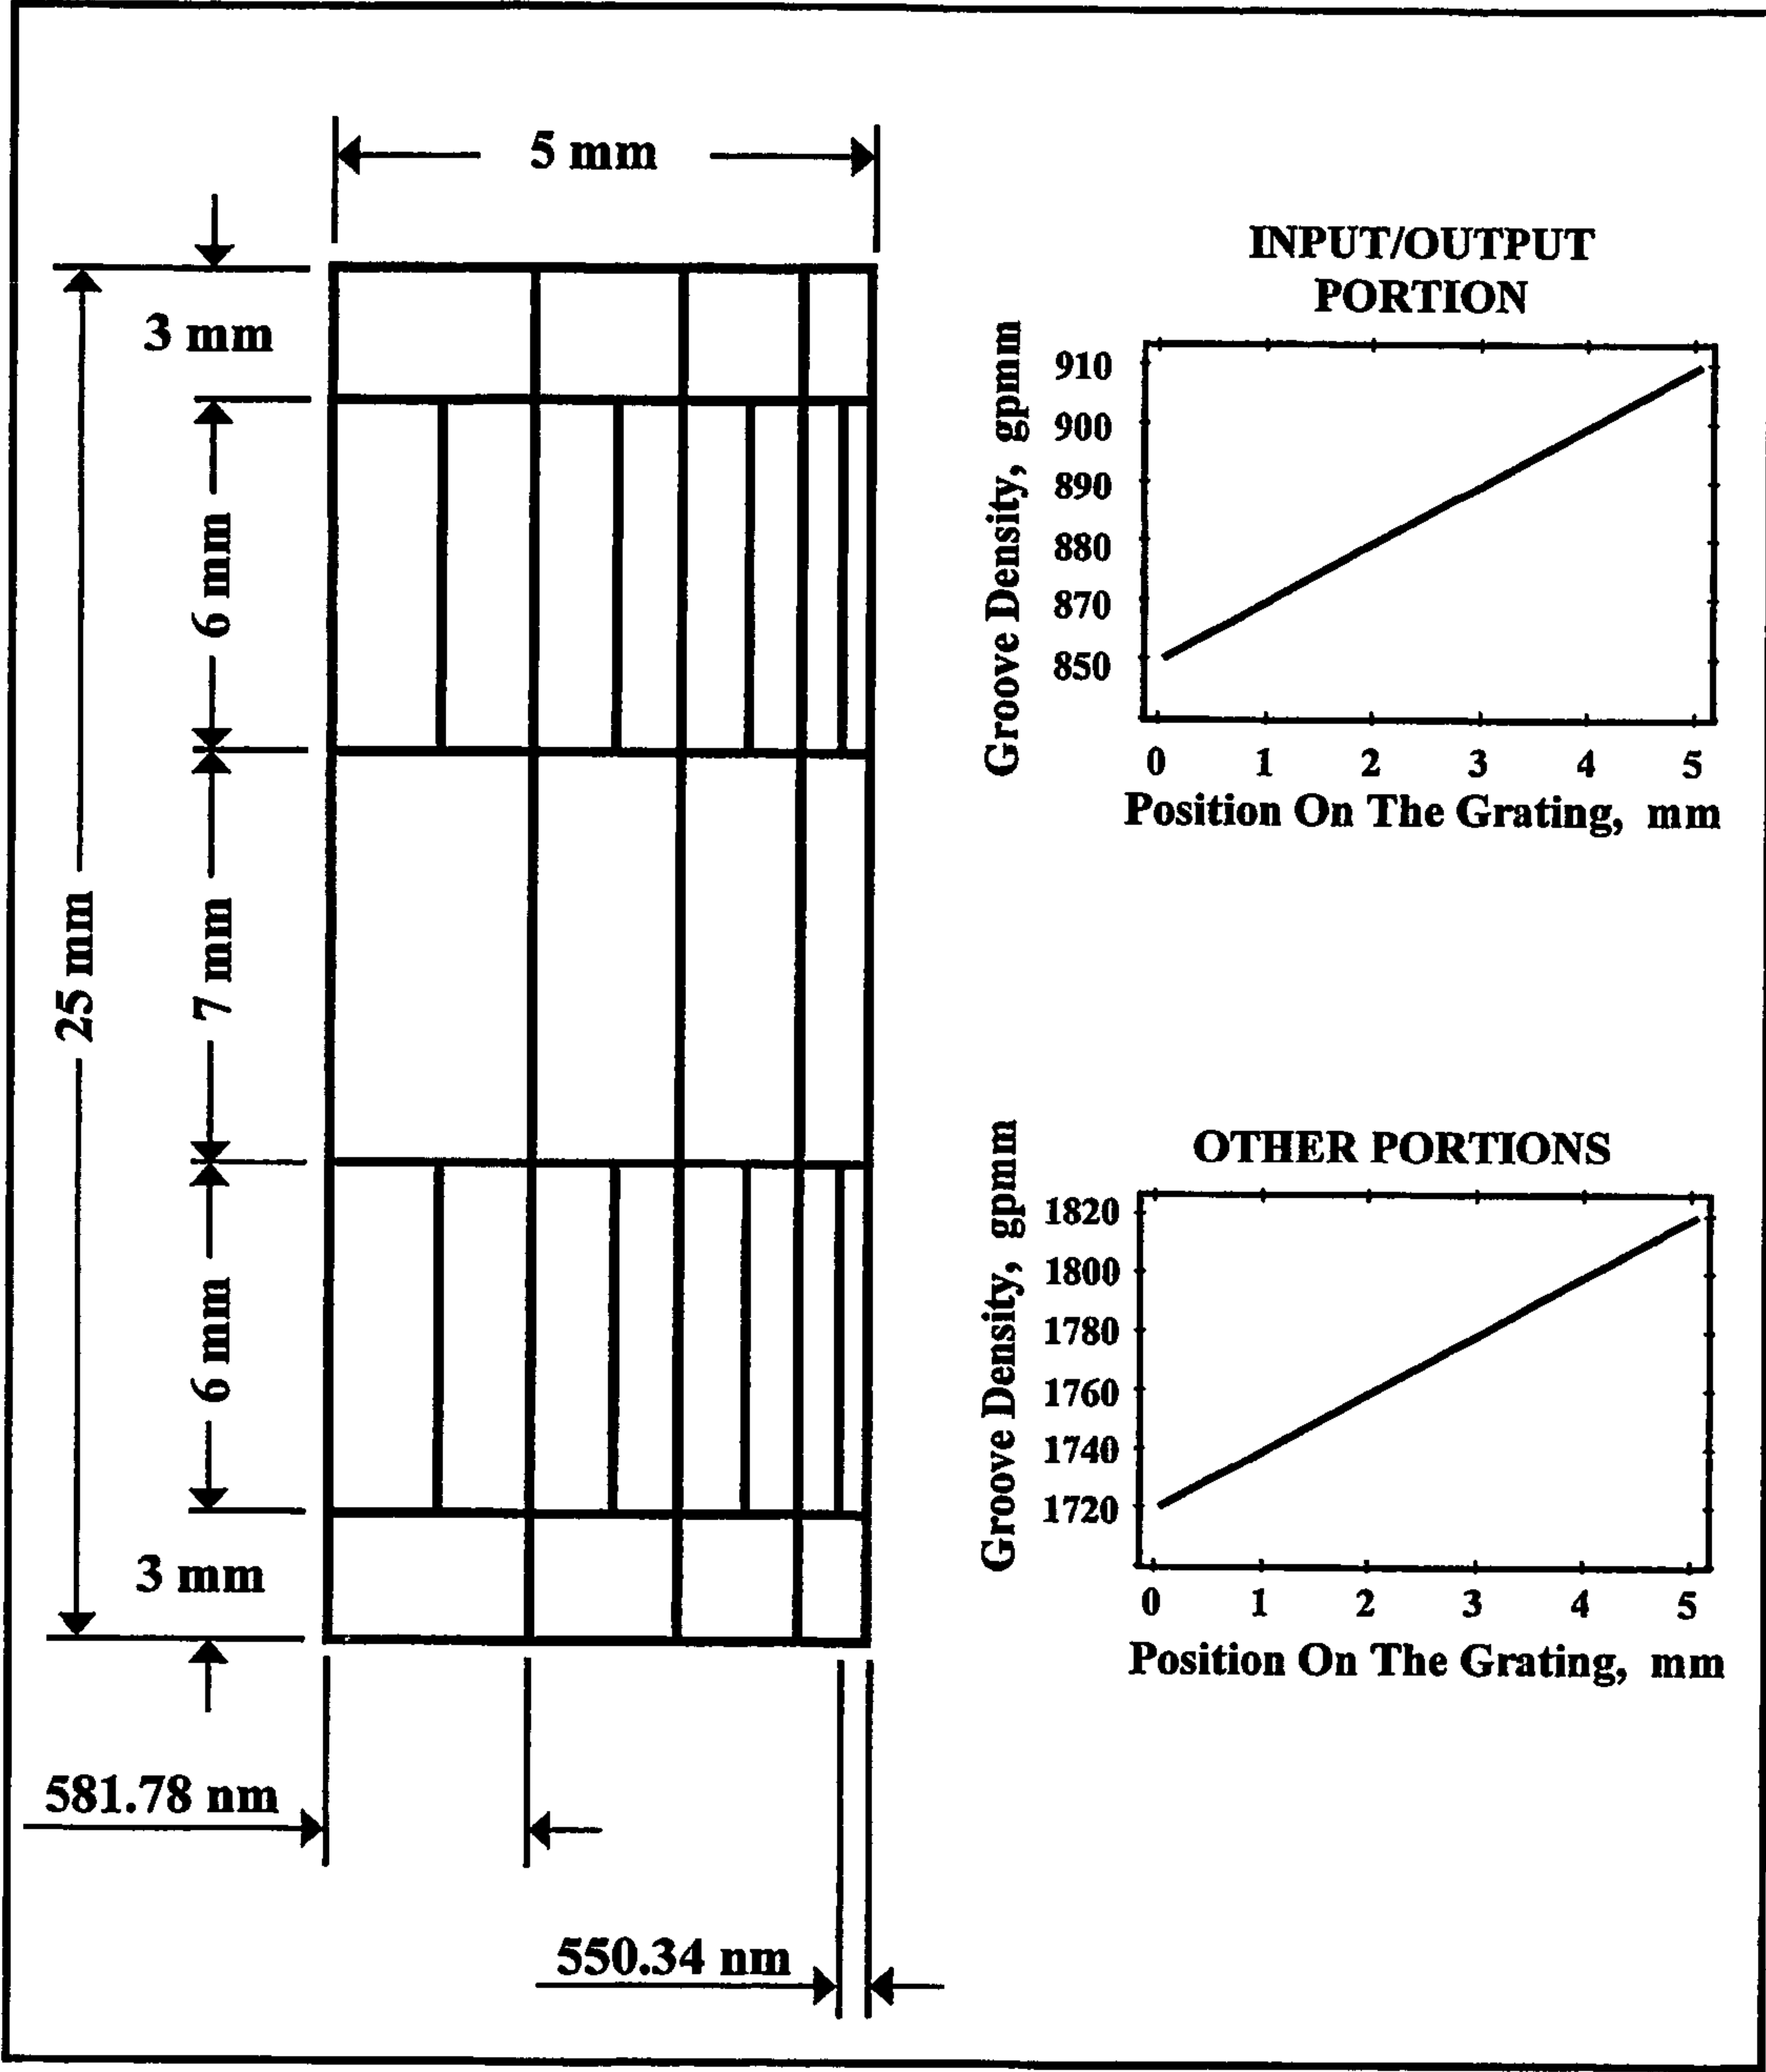 5 mm
3 mm
6 mm
7 mm
25 mm
6 mm
3 mm
581.78 nm
550.34 nm
INPUT/OUTPUT
PORTION
Groove Density, gpmm
910
900
890
880
870
850
0 1 2 3 4 5
Position On The Grating, mm
OTHER PORTIONS
Groove Density, gpmm
1820
1800
1780
1760
1740
1720
0 1 2 3 4 5
Position On The Grating, mm